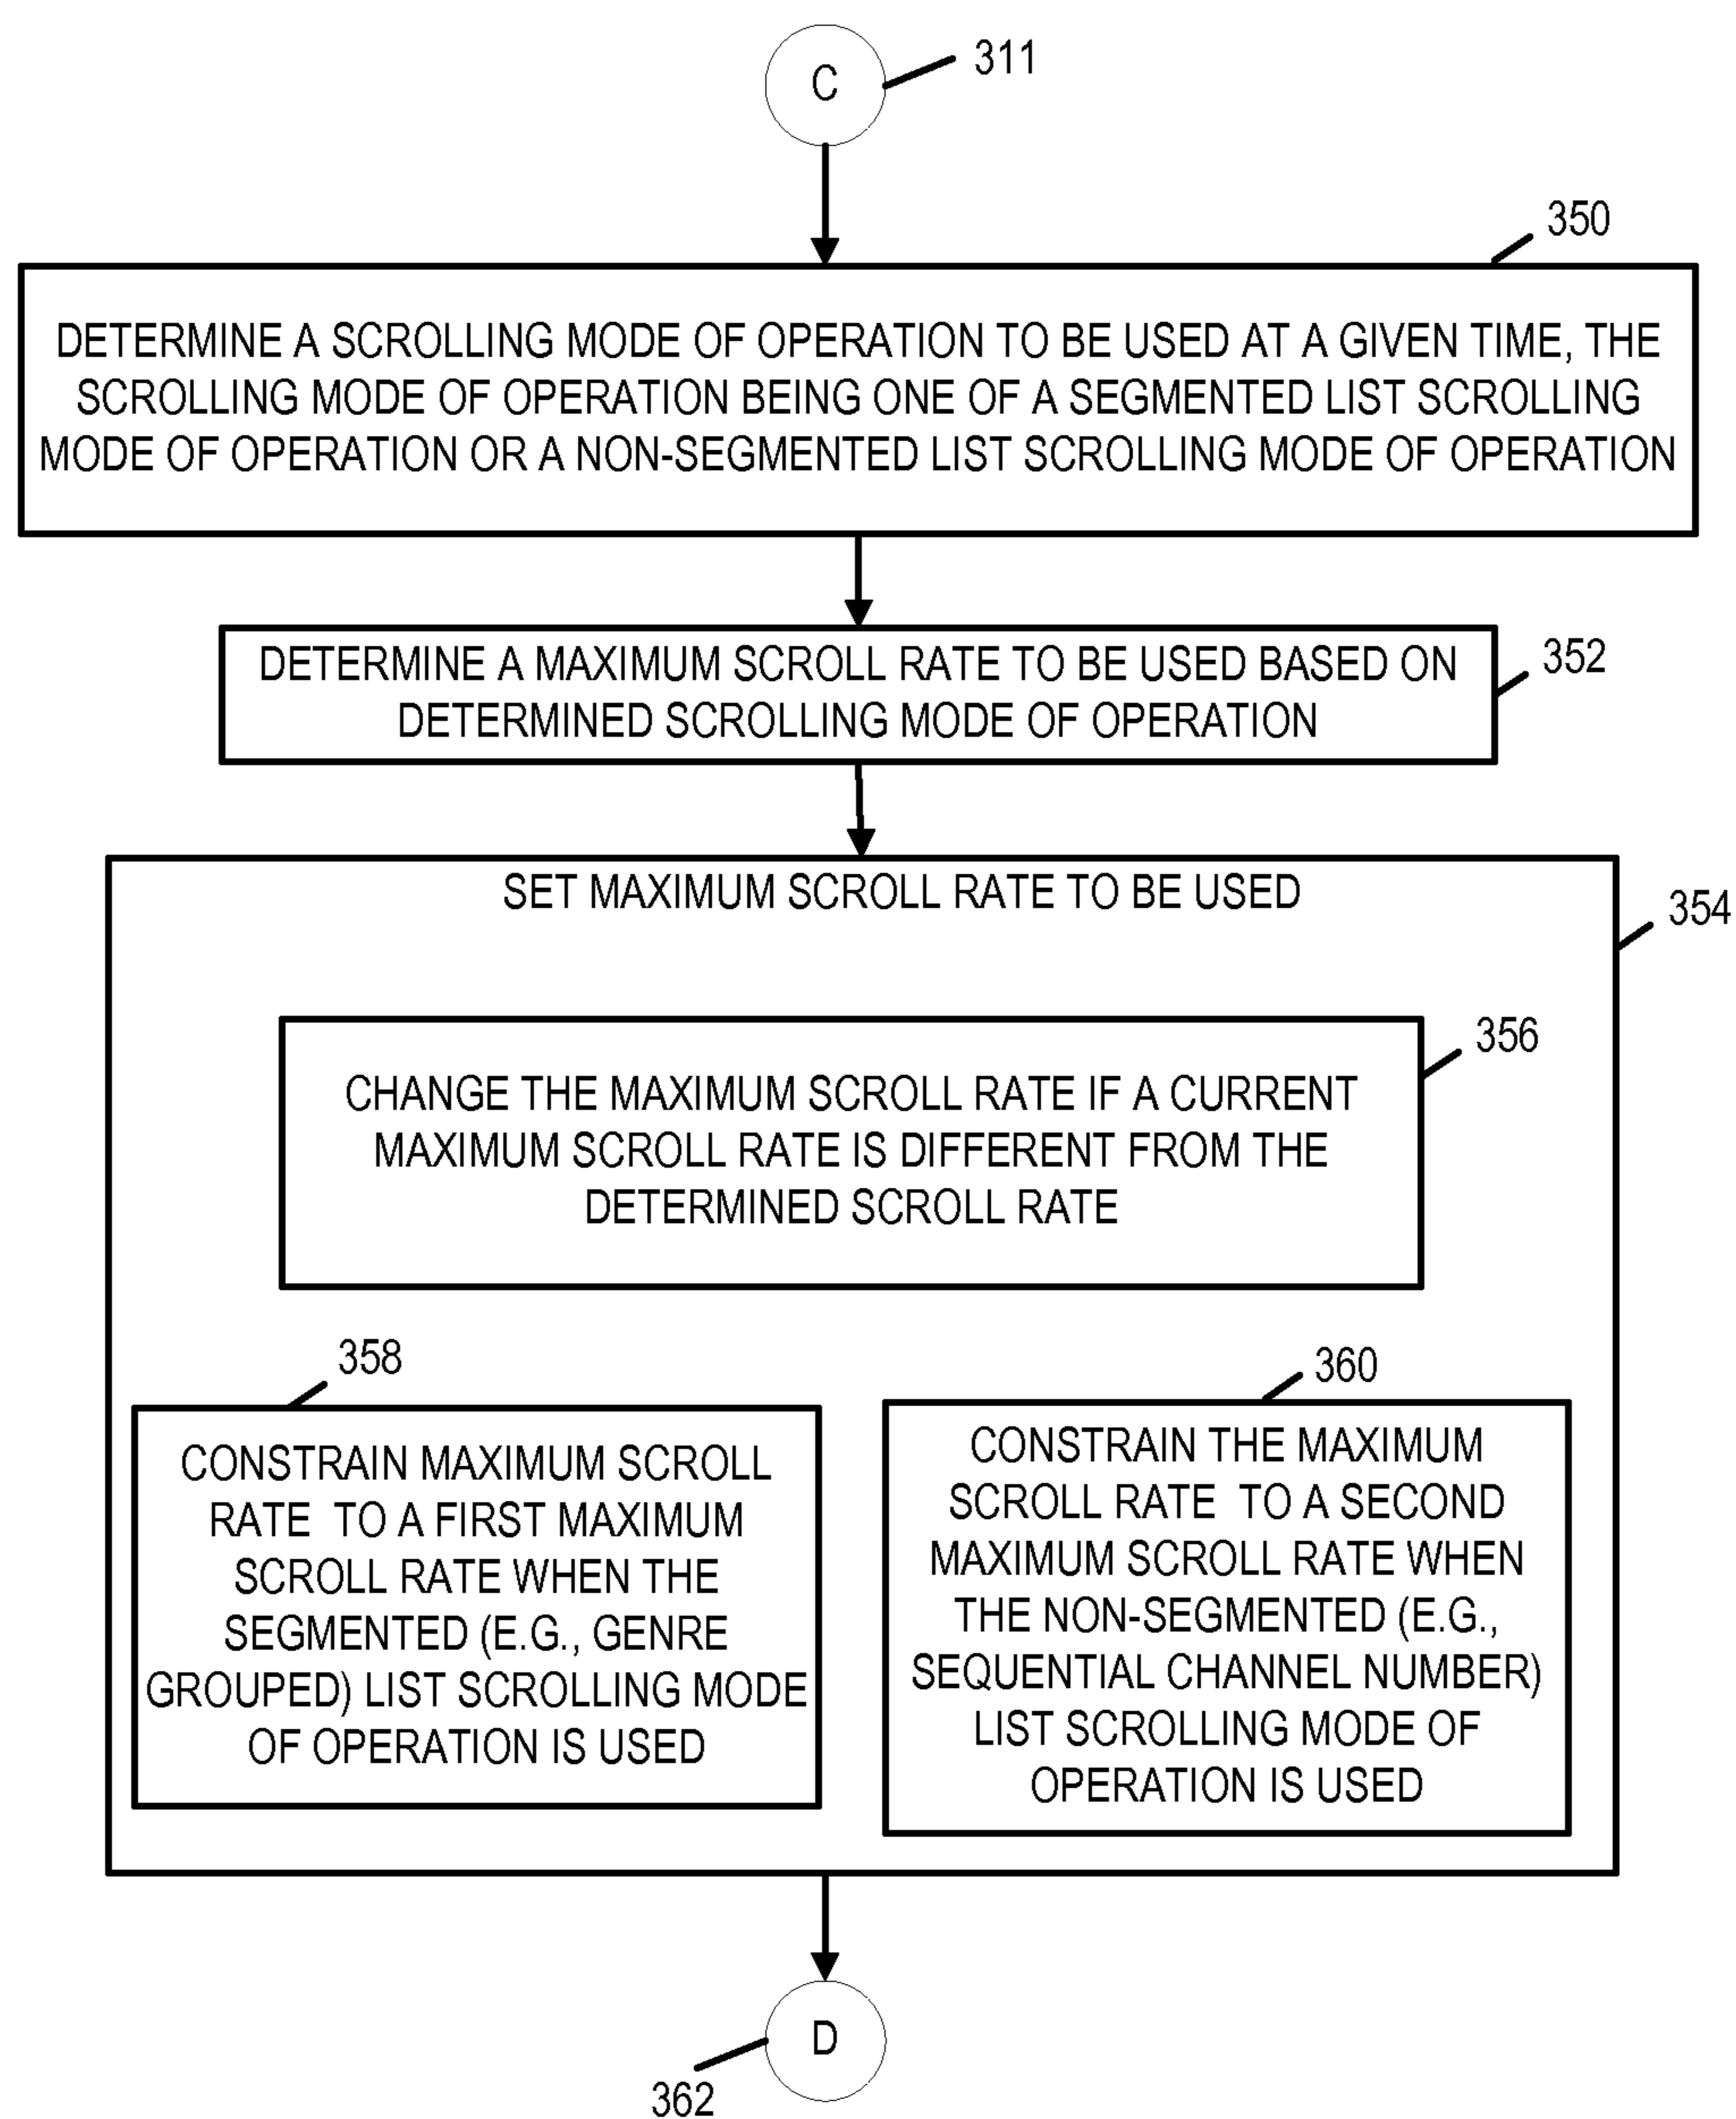 C
311
350
DETERMINE A SCROLLING MODE OF OPERATION TO BE USED AT A GIVEN TIME, THE
SCROLLING MODE OF OPERATION BEING ONE OF A SEGMENTED LIST SCROLLING
MODE OF OPERATION OR A NON-SEGMENTED LIST SCROLLING MODE OF OPERATION
352
DETERMINE A MAXIMUM SCROLL RATE TO BE USED BASED ON
DETERMINED SCROLLING MODE OF OPERATION
SET MAXIMUM SCROLL RATE TO BE USED
354
356
CHANGE THE MAXIMUM SCROLL RATE IF A CURRENT
MAXIMUM SCROLL RATE IS DIFFERENT FROM THE
DETERMINED SCROLL RATE
358
CONSTRAIN MAXIMUM SCROLL
RATE TO A FIRST MAXIMUM
SCROLL RATE WHEN THE
SEGMENTED (E.G., GENRE
GROUPED) LIST SCROLLING MODE
OF OPERATION IS USED
360
CONSTRAIN THE MAXIMUM
SCROLL RATE TO A SECOND
MAXIMUM SCROLL RATE WHEN
THE NON-SEGMENTED (E.G.,
SEQUENTIAL CHANNEL NUMBER)
LIST SCROLLING MODE OF
OPERATION IS USED
D
362